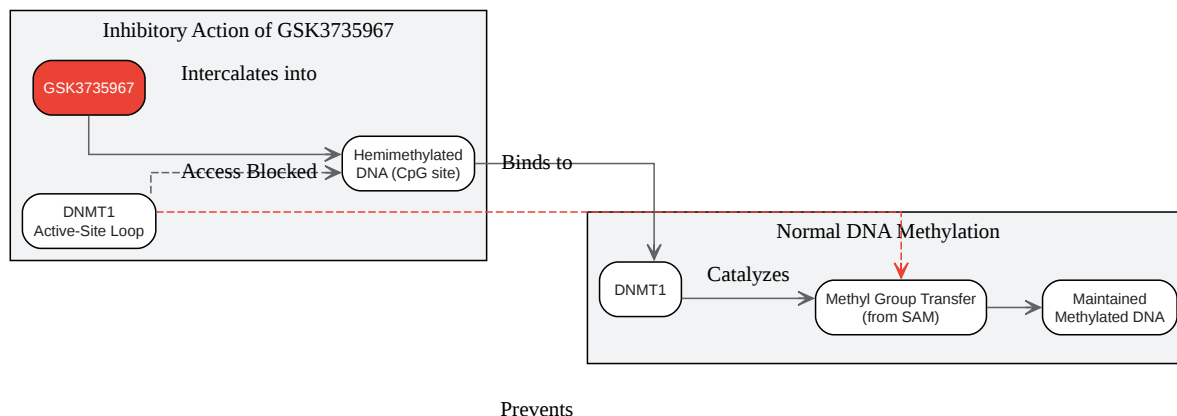 Inhibitory Action of GSK3735967
GSK3735967
Intercalates into
Hemimethylated
DNA (CpG site)
Access Blocked
Binds to
DNMT1
Active-Site Loop
Normal DNA Methylation
DNMT1
Catalyzes
Methyl Group Transfer
(from SAM)
Maintained
Methylated DNA
Prevents